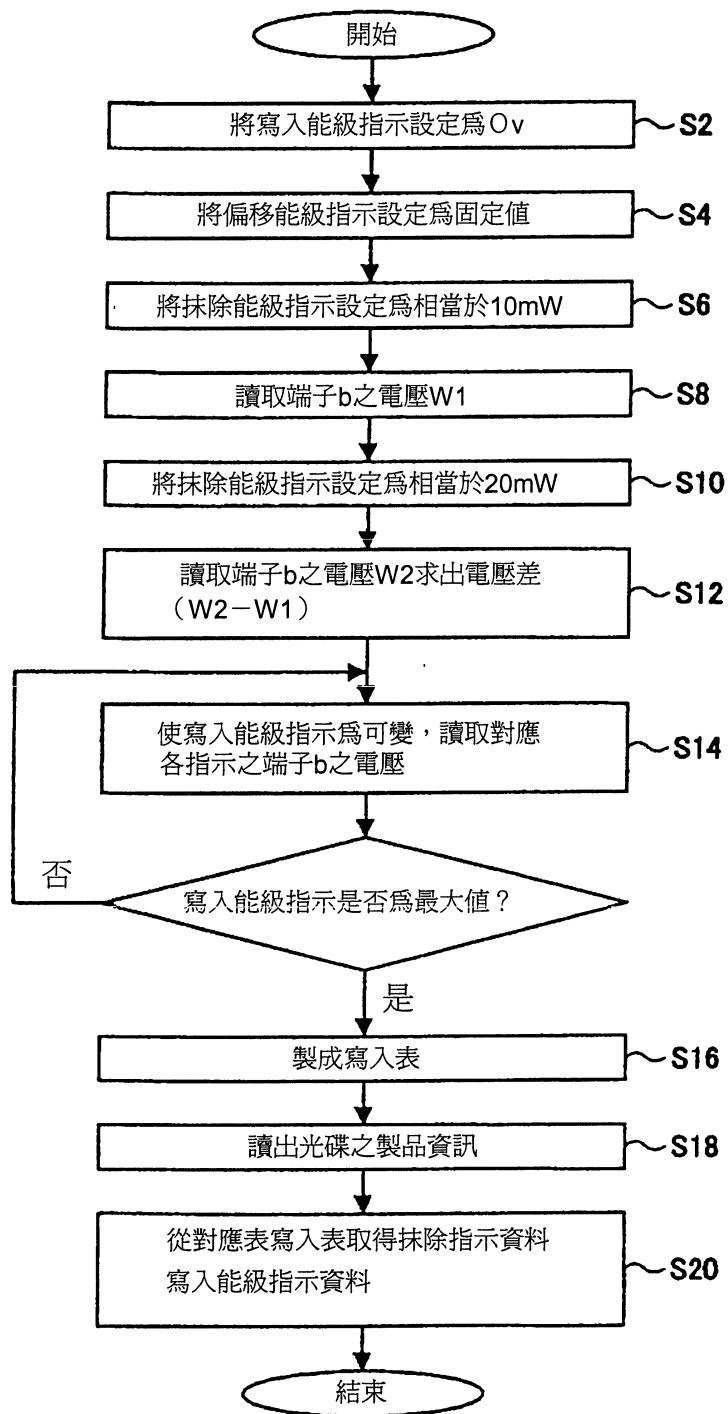 開始
將寫入能級指示設定爲Ov
S2
將偏移能級指示設定爲固定值
S4
將抹除能級指示設定爲相當於10mW
S6
讀取端子b之電壓W1
S8
將抹除能級指示設定爲相當於20mW
S10
讀取端子b之電壓W2求出電壓差
（W2－W1）
S12
使寫入能級指示爲可變，讀取對應
各指示之端子b之電壓
S14
否
寫入能級指示是否爲最大值？
是
製成寫入表
S16
讀出光碟之製品資訊
S18
從對應表寫入表取得抹除指示資料
寫入能級指示資料
S20
結束